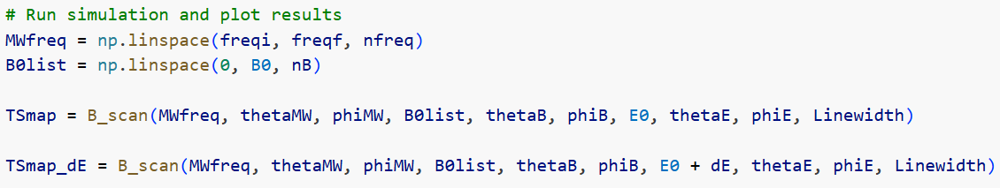 # Run simulation and plot results
MWfreq = np.linspace(freqi, freqf, nfreq)
B0list = np.linspace(0, B0, nB)
TSmap = B_scan(MWfreq, thetaMW, phiMW, B0list, thetaB, phiB, E0, thetaE, phiE, Linewidth)
TSmap_dE = B_scan(MWfreq, thetaMW, phiMW, B0list, thetaB, phiB, E0 + dE, thetaE, phiE, Linewidth)